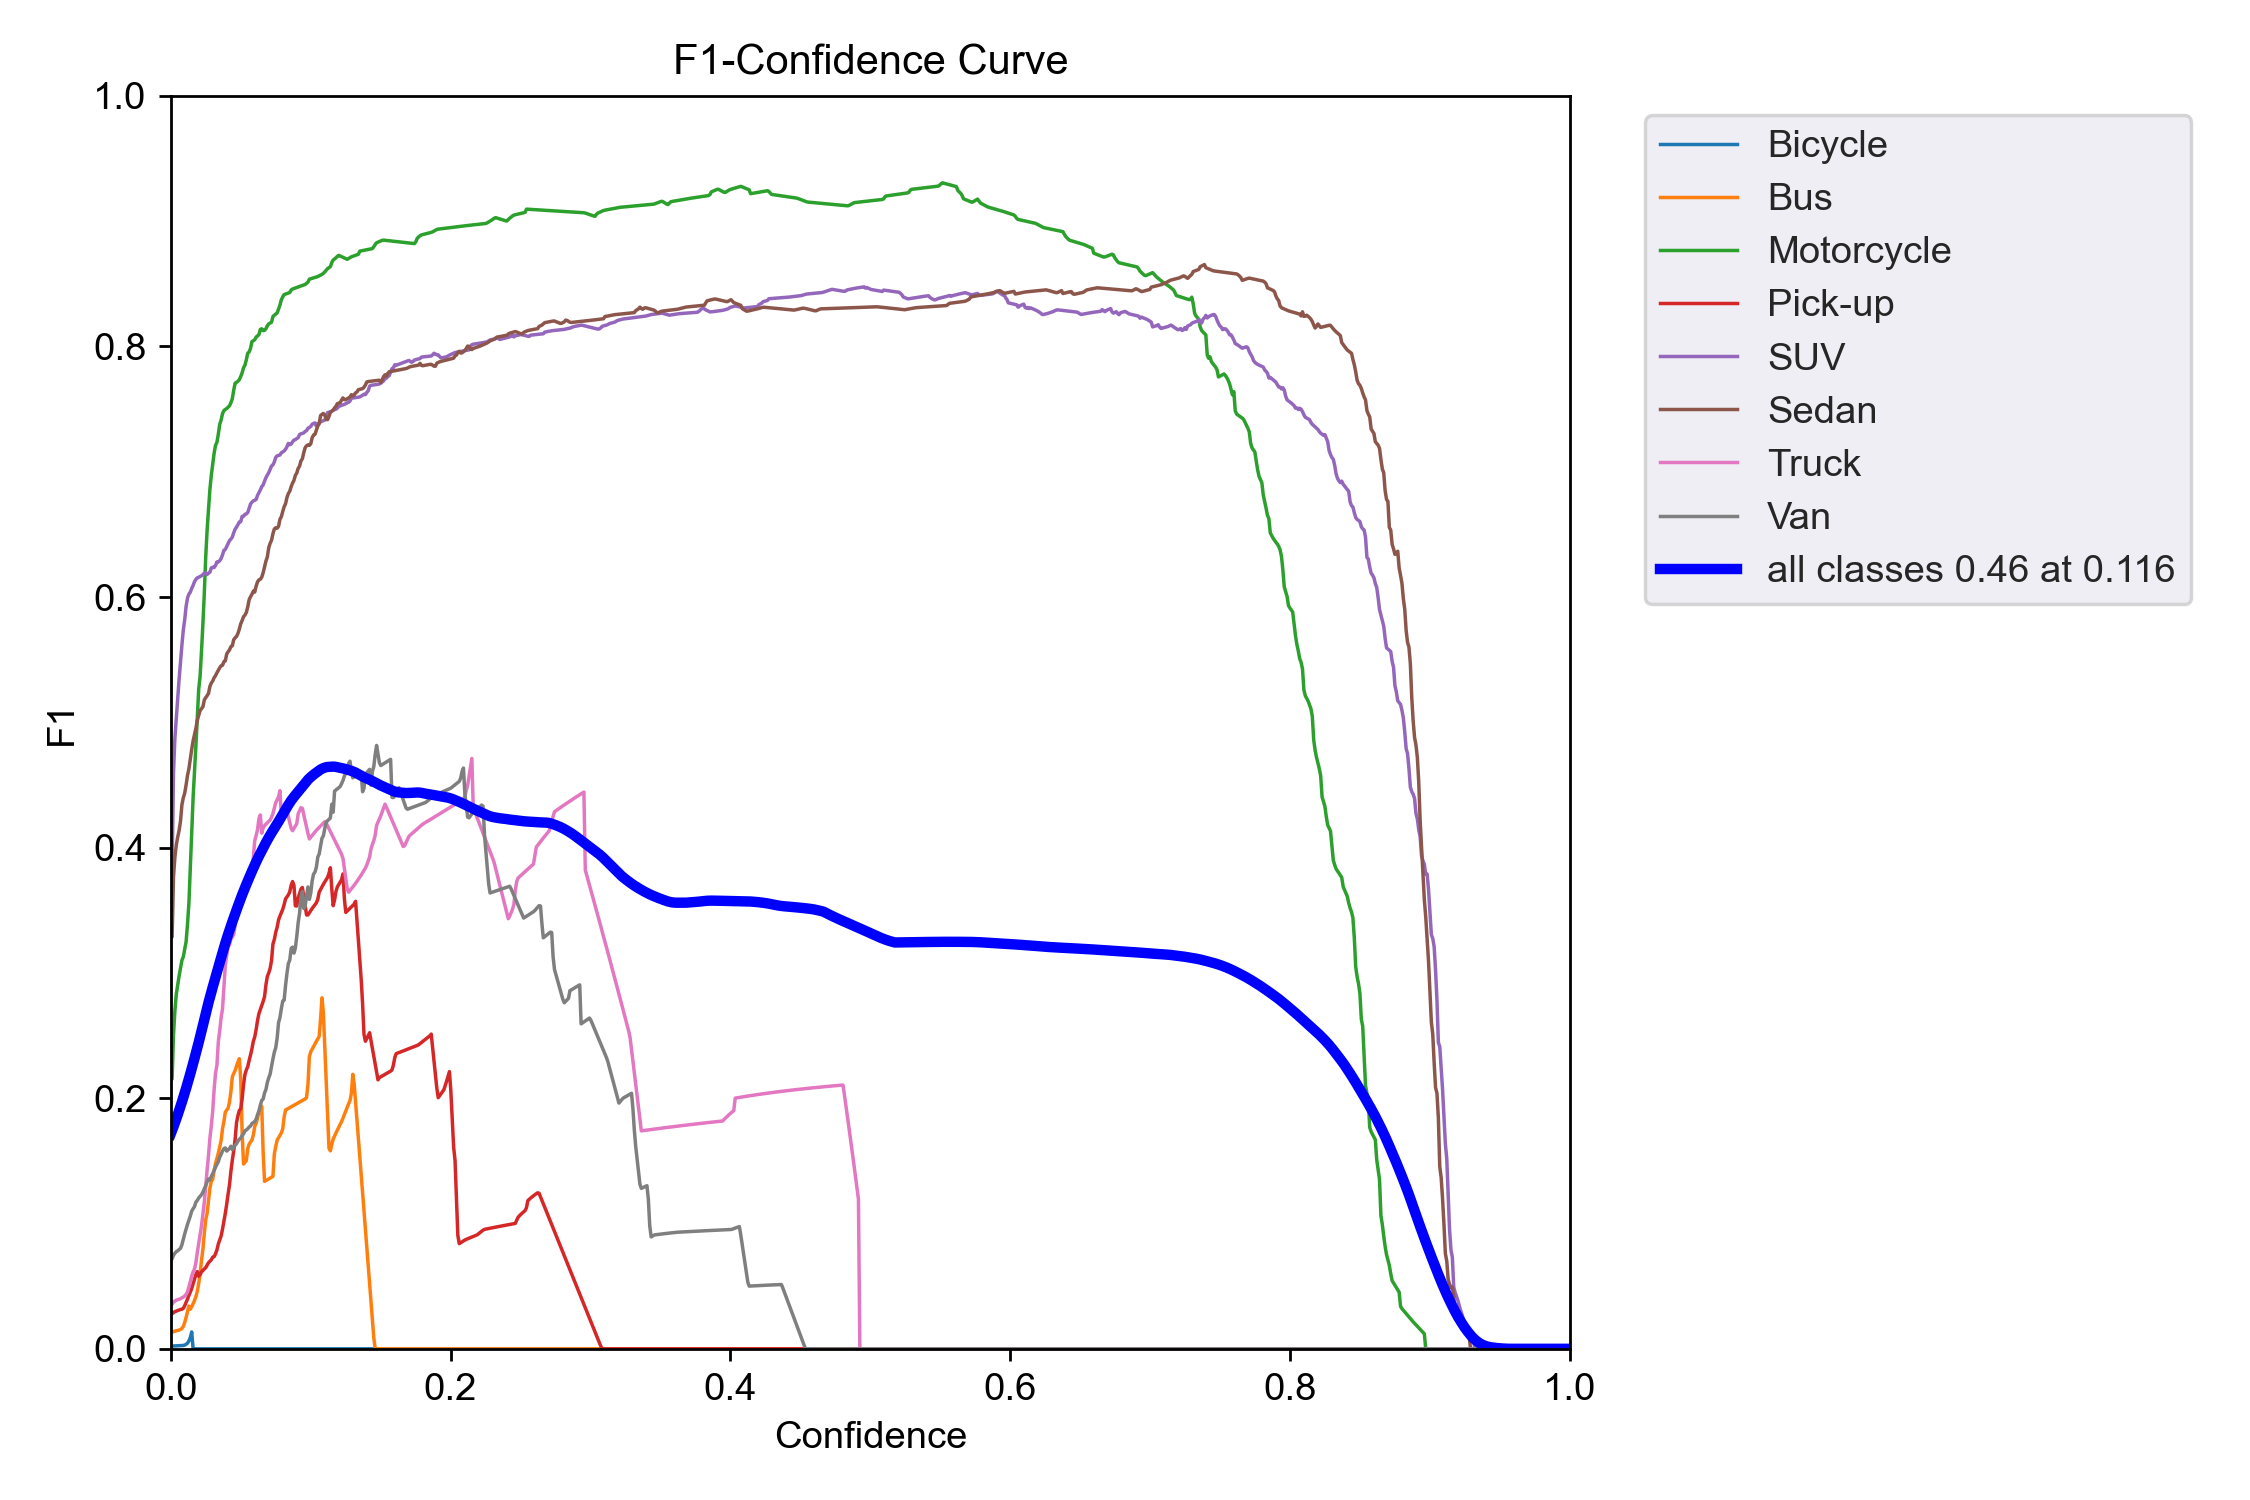 F1-Confidence Curve
1.0
0.8
0.6
0.4
0.2
0.0
F1
0.0 0.2 0.4 0.6 0.8 1.0
Confidence
Bicycle
Bus
Motorcycle
Pick-up
SUV
Sedan
Truck
Van
all classes 0.46 at 0.116